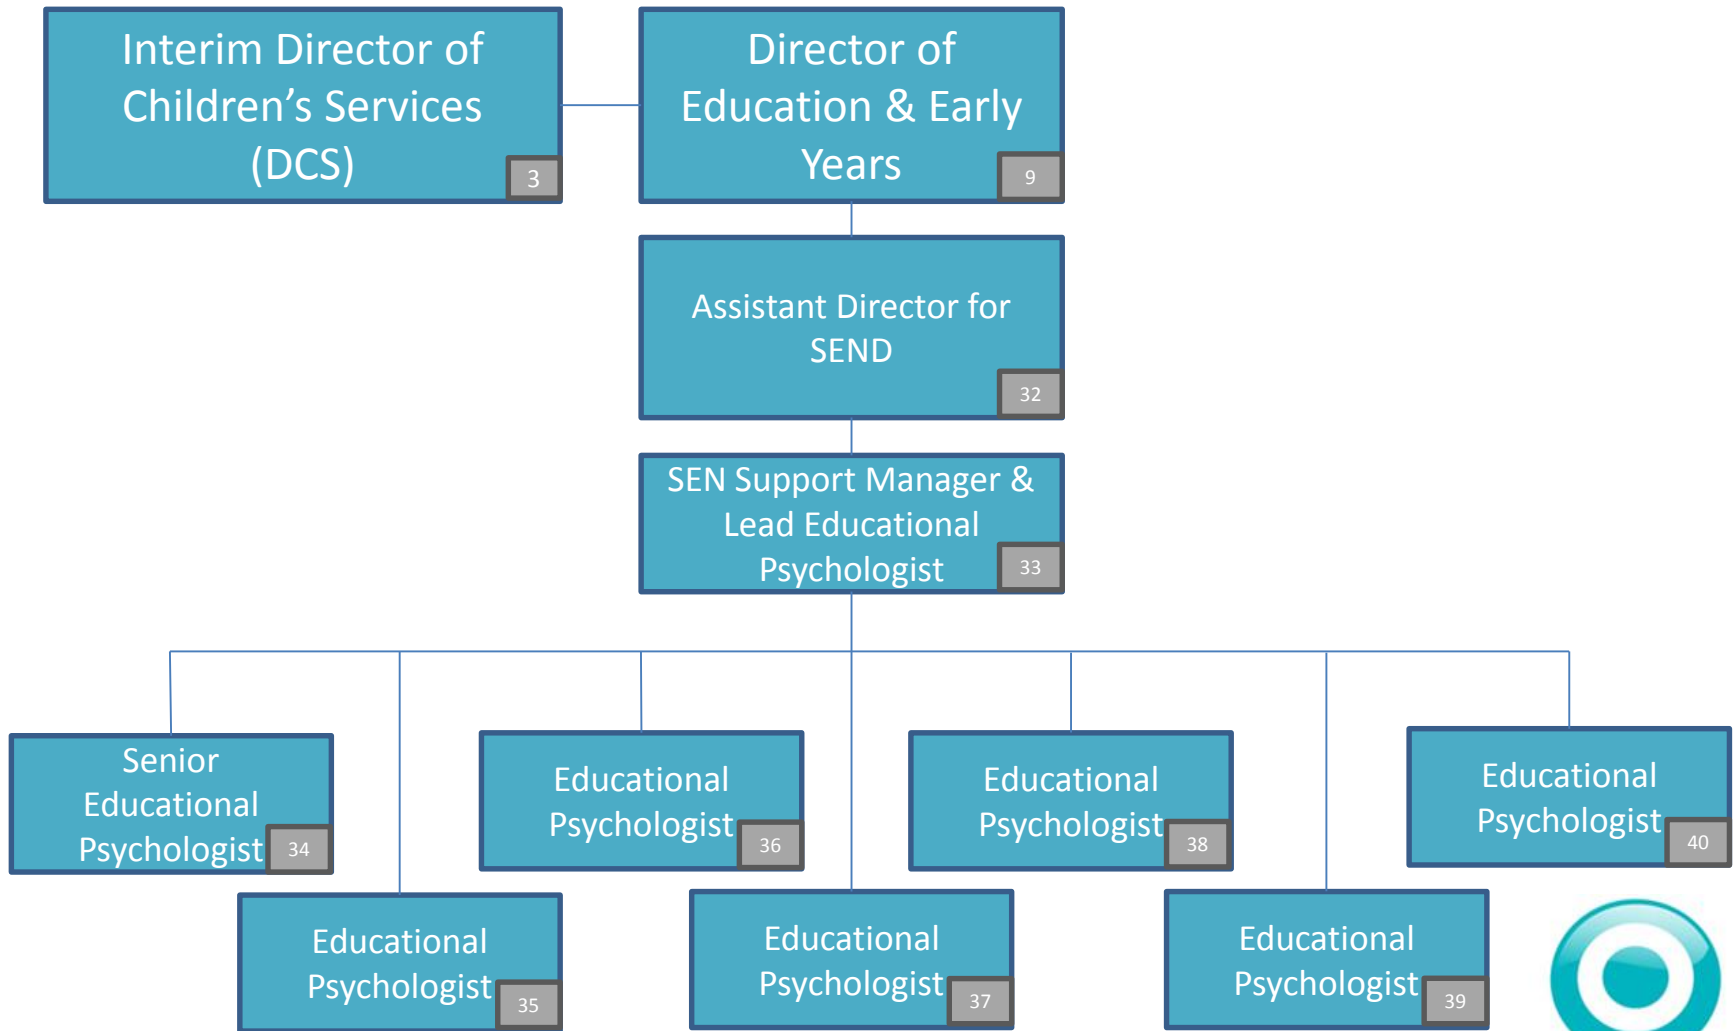 Interim Director of
Children’s Services
(DCS)
3
Director of
Education & Early
Years
9
Assistant Director for
SEND
32
SEN Support Manager &
Lead Educational
Psychologist
33
Senior
Educational
Psychologist
34
Educational
Psychologist
35
Educational
Psychologist
36
Educational
Psychologist
37
Educational
Psychologist
38
Educational
Psychologist
39
Educational
Psychologist
40